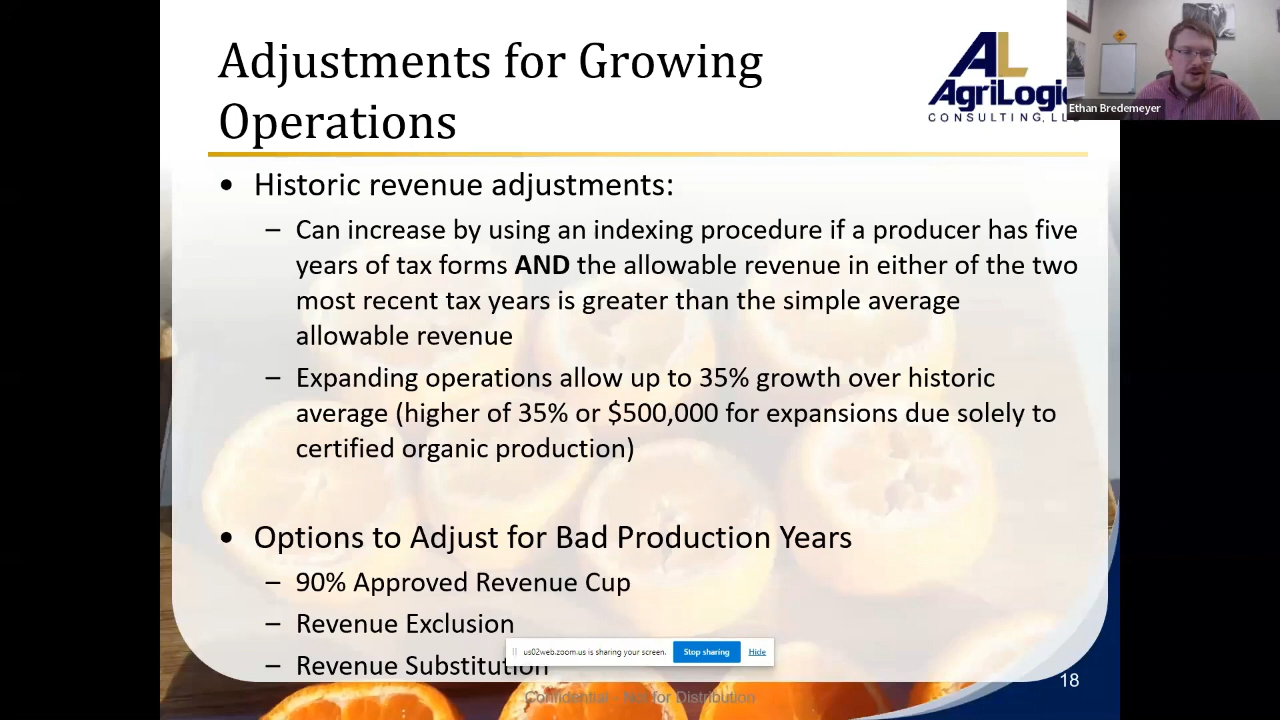 Adjustments for Growing
Operations
AL
AgriLogic
CONSULTING, LLC
Ethan Bredemeyer
• Historic revenue adjustments:
– Can increase by using an indexing procedure if a producer has five
years of tax forms AND the allowable revenue in either of the two
most recent tax years is greater than the simple average
allowable revenue
– Expanding operations allow up to 35% growth over historic
average (higher of 35% or $500,000 for expansions due solely to
certified organic production)
• Options to Adjust for Bad Production Years
– 90% Approved Revenue Cup
– Revenue Exclusion
us02web.zoom.us is sharing your screen. Stop sharing Hide
– Revenue Substitution
18
Confidential - Not for Distribution